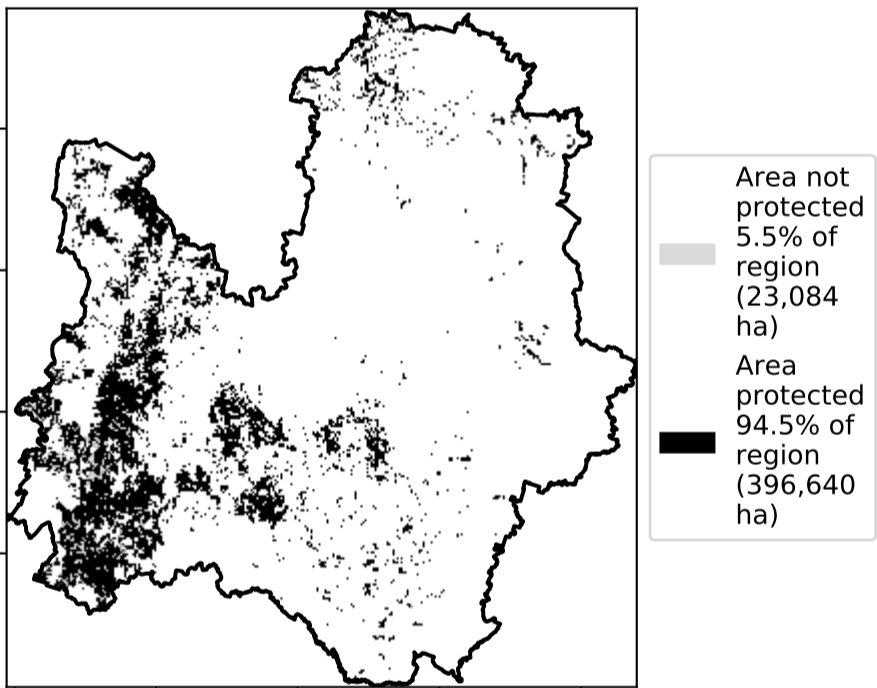 Area not
protected
5.5% of
region
(23,084
ha)
Area
protected
94.5% of
region
(396,640
ha)